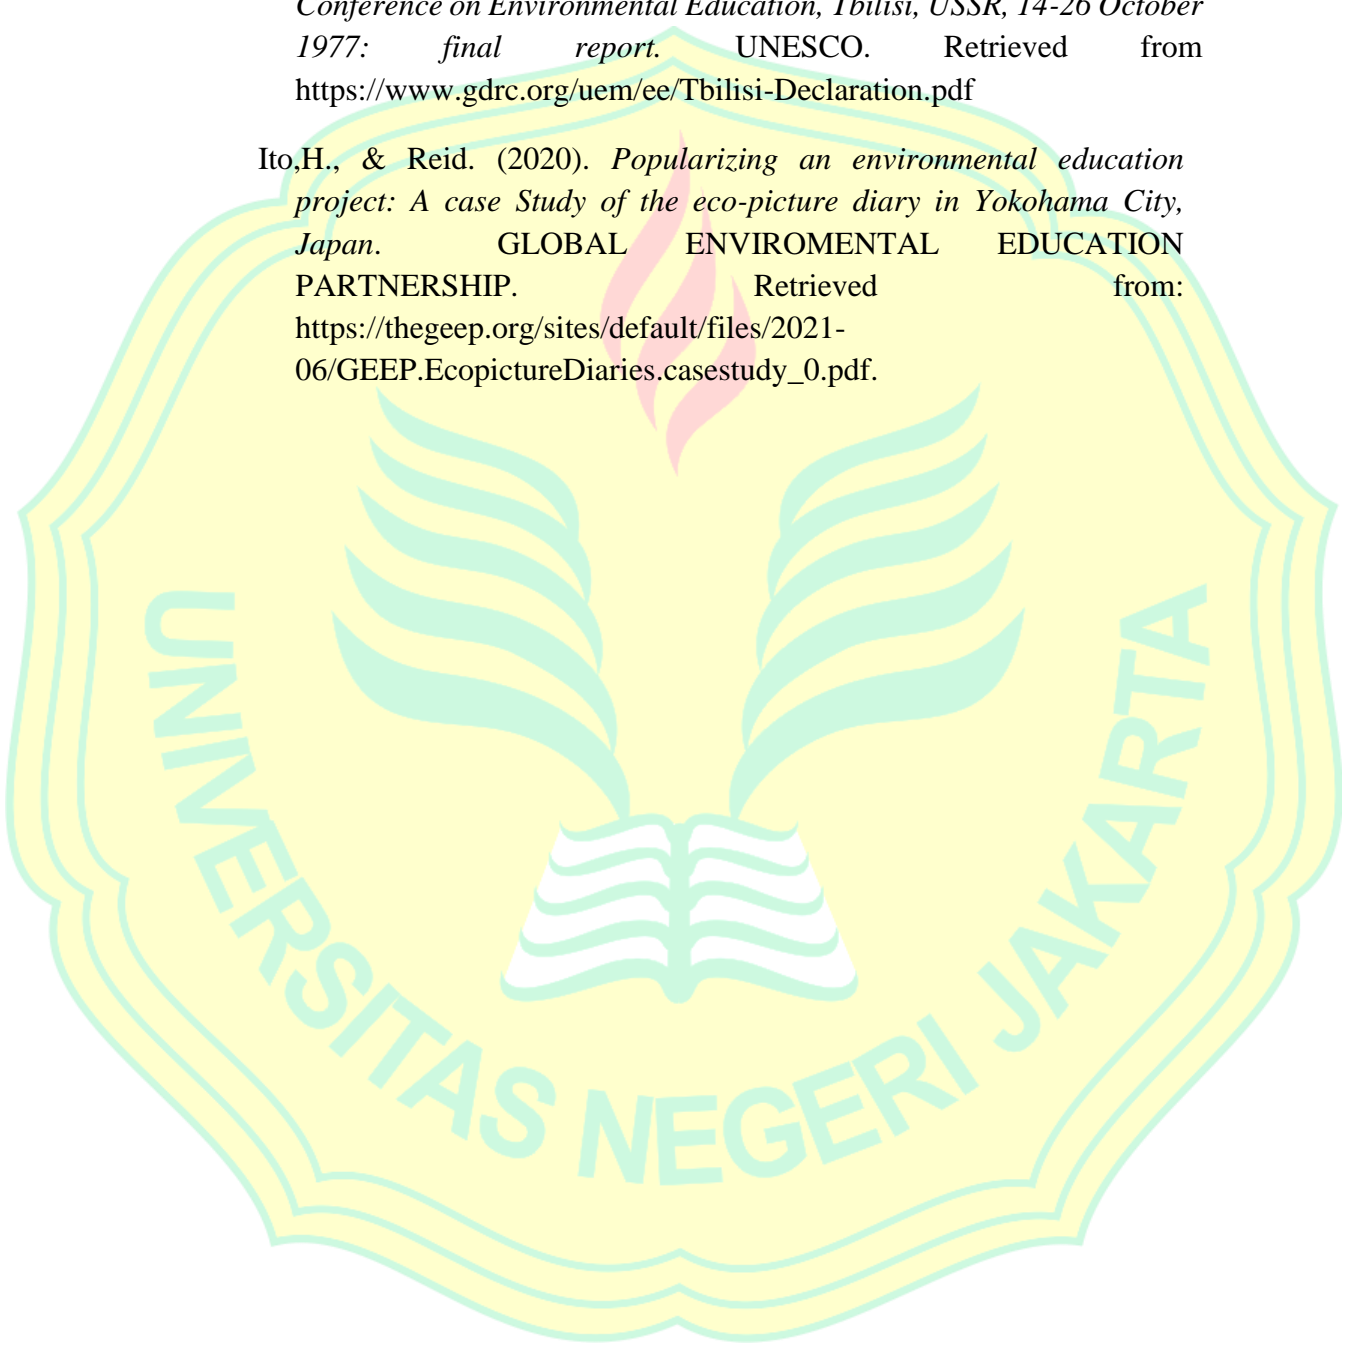 Conference on Environmental Education, Tbilisi, USSR, 14-26 October
1977: final report. UNESCO. Retrieved from
https://www.gdrc.org/uem/ee/Tbilisi-Declaration.pdf
Ito,H., & Reid. (2020). Popularizing an environmental education
project: A case Study of the eco-picture diary in Yokohama City,
Japan. GLOBAL ENVIROMENTAL EDUCATION
PARTNERSHIP. Retrieved from:
https://thegeep.org/sites/default/files/2021-
06/GEEP.EcopictureDiaries.casestudy_0.pdf.
UNIVERSITAS NEGERI JAKARTA